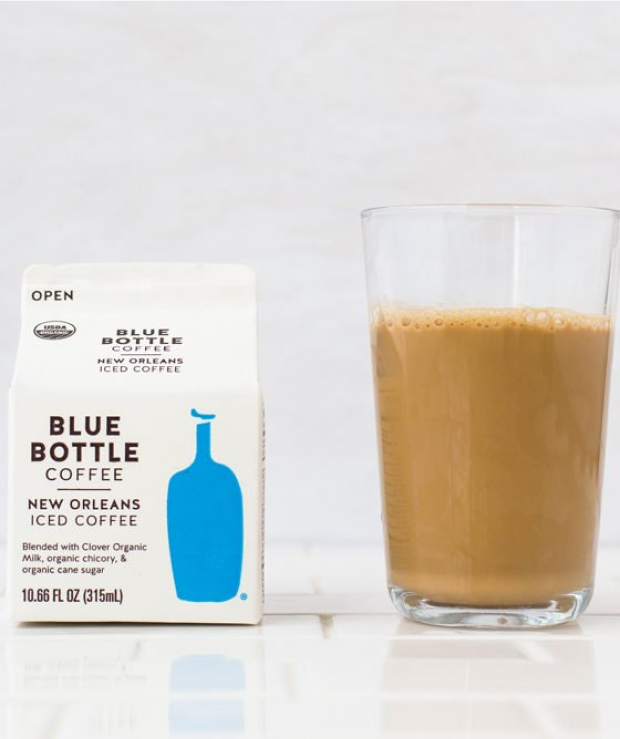 OPEN
USDA
ORGANIC
BLUE
BOTTLE
COFFEE
NEW ORLEANS
ICED COFFEE
BLUE
BOTTLE
COFFEE
NEW ORLEANS
ICED COFFEE
Blended with Clover Organic
Milk, organic chicory, &
organic cane sugar
10.66 FL OZ (315mL)
®